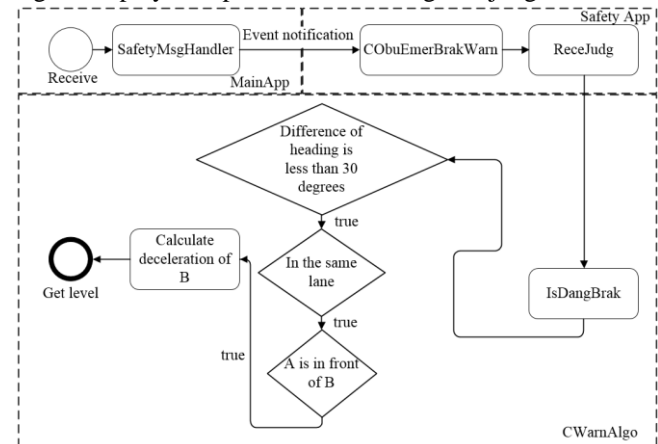 Safety App
Event notification
SafetyMsgHandler
CObuEmerBrakWarn
ReceJudg
Receive
MainApp
Difference of
heading is
less than 30
degrees
true
Calculate
deceleration of
B
In the same
lane
Get level
IsDangBrak
true
true
A is in front
of B
CWarnAlgo